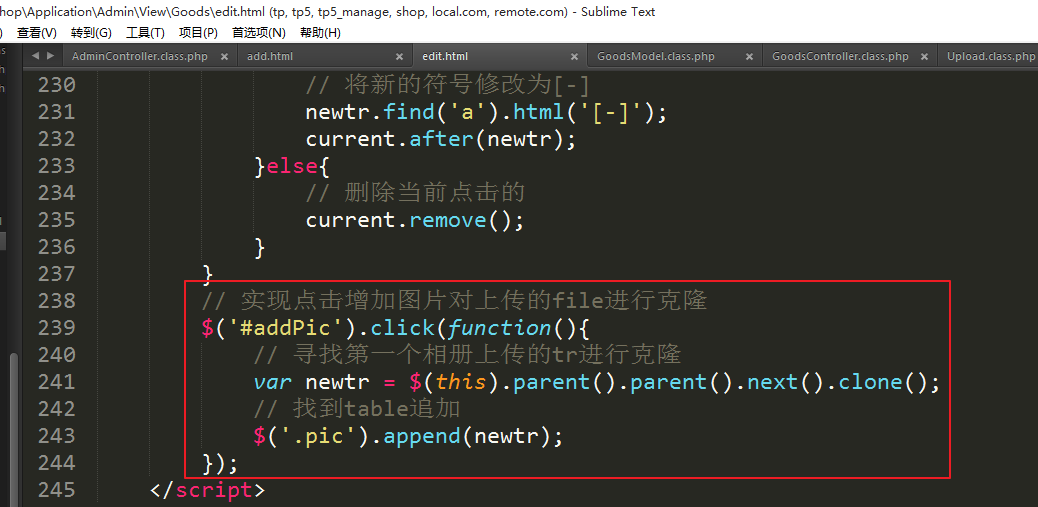 hop\Application\Admin\View\Goods\edit.html (tp, tp5, tp5_manage, shop, local.com, remote.com) - Sublime Text
) 查看(V) 转到(G) 工具(T) 项目(P) 首选项(N) 帮助(H)
AdminController.class.php × add.html × edit.html × GoodsModel.class.php × GoodsController.class.php × Upload.class.php
230 // 将新的符号修改为[-]
231 newtr.find('a').html('[-]');
232 current.after(newtr);
233 }else{
234 // 删除当前点击的
235 current.remove();
236 }
237 }
238 // 实现点击增加图片对上传的file进行克隆
239 $('#addPic').click(function(){
240 // 寻找第一个相册上传的tr进行克隆
241 var newtr = $(this).parent().parent().next().clone();
242 // 找到table追加
243 $('.pic').append(newtr);
244 });
245 </script>